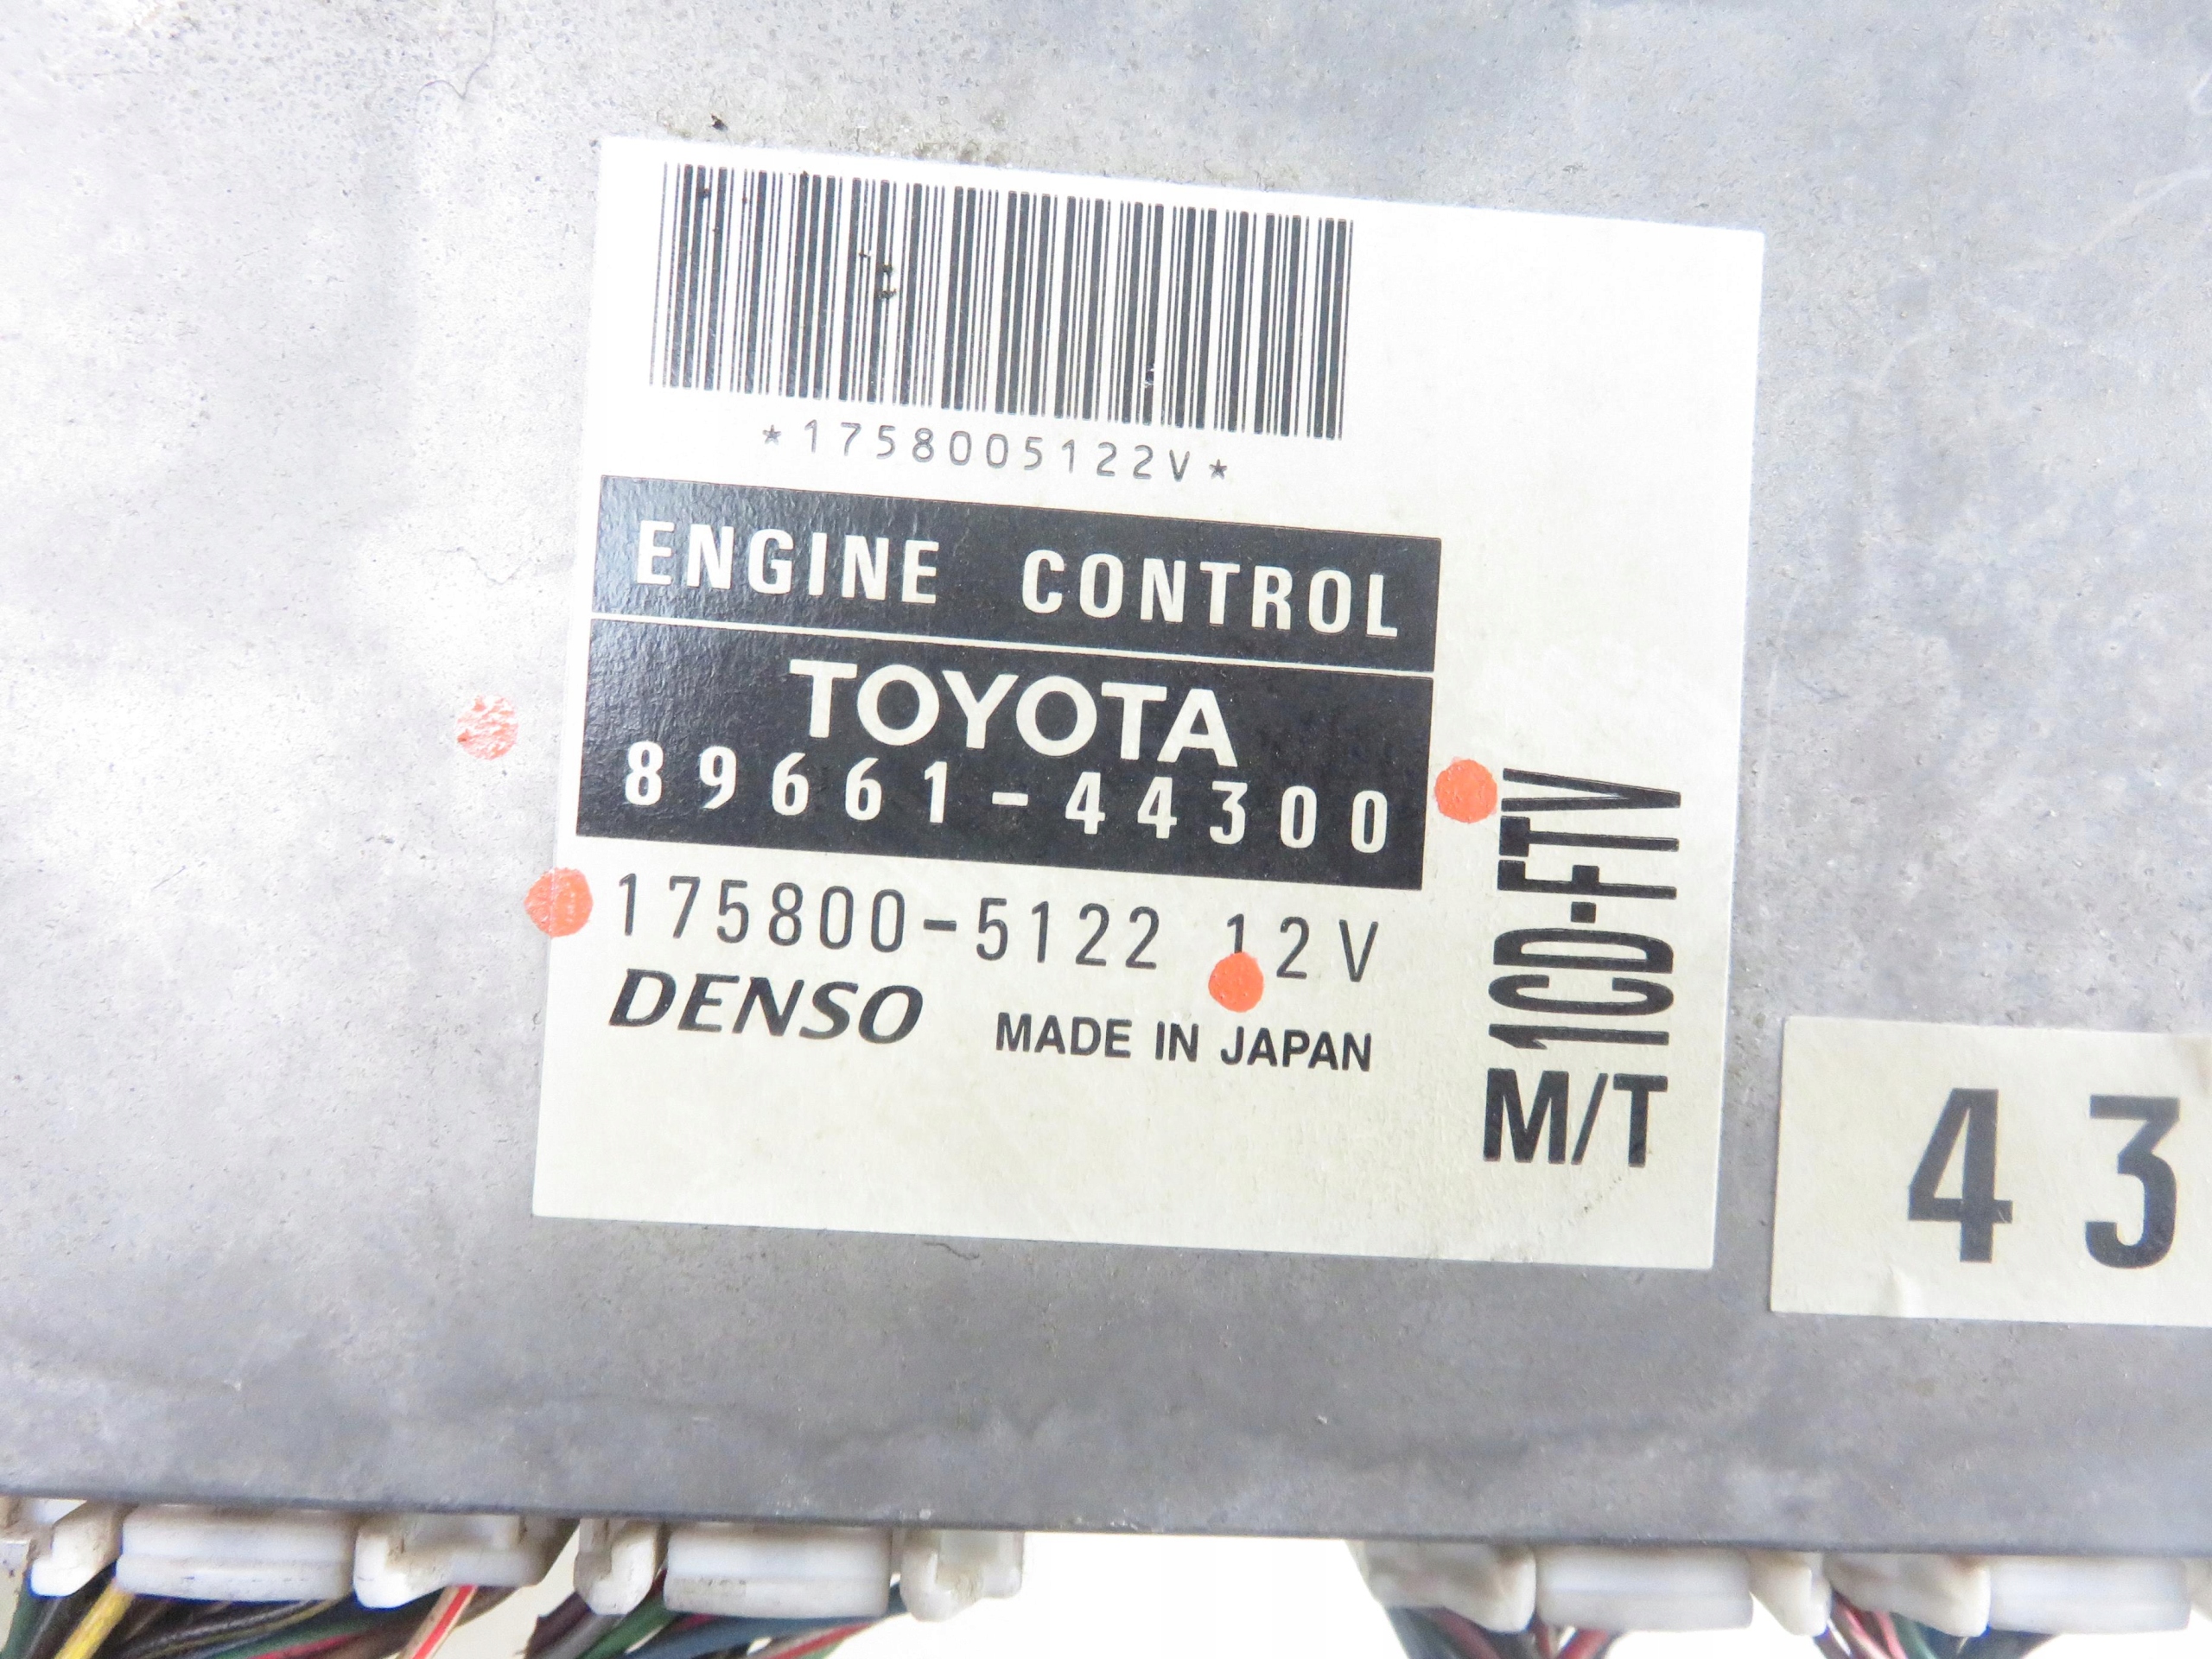 *1758005122V*
ENGINE CONTROL
TOYOTA
89661-44300
175800-5122 12V
DENSO MADE IN JAPAN
M/T 1CD-FTV
43